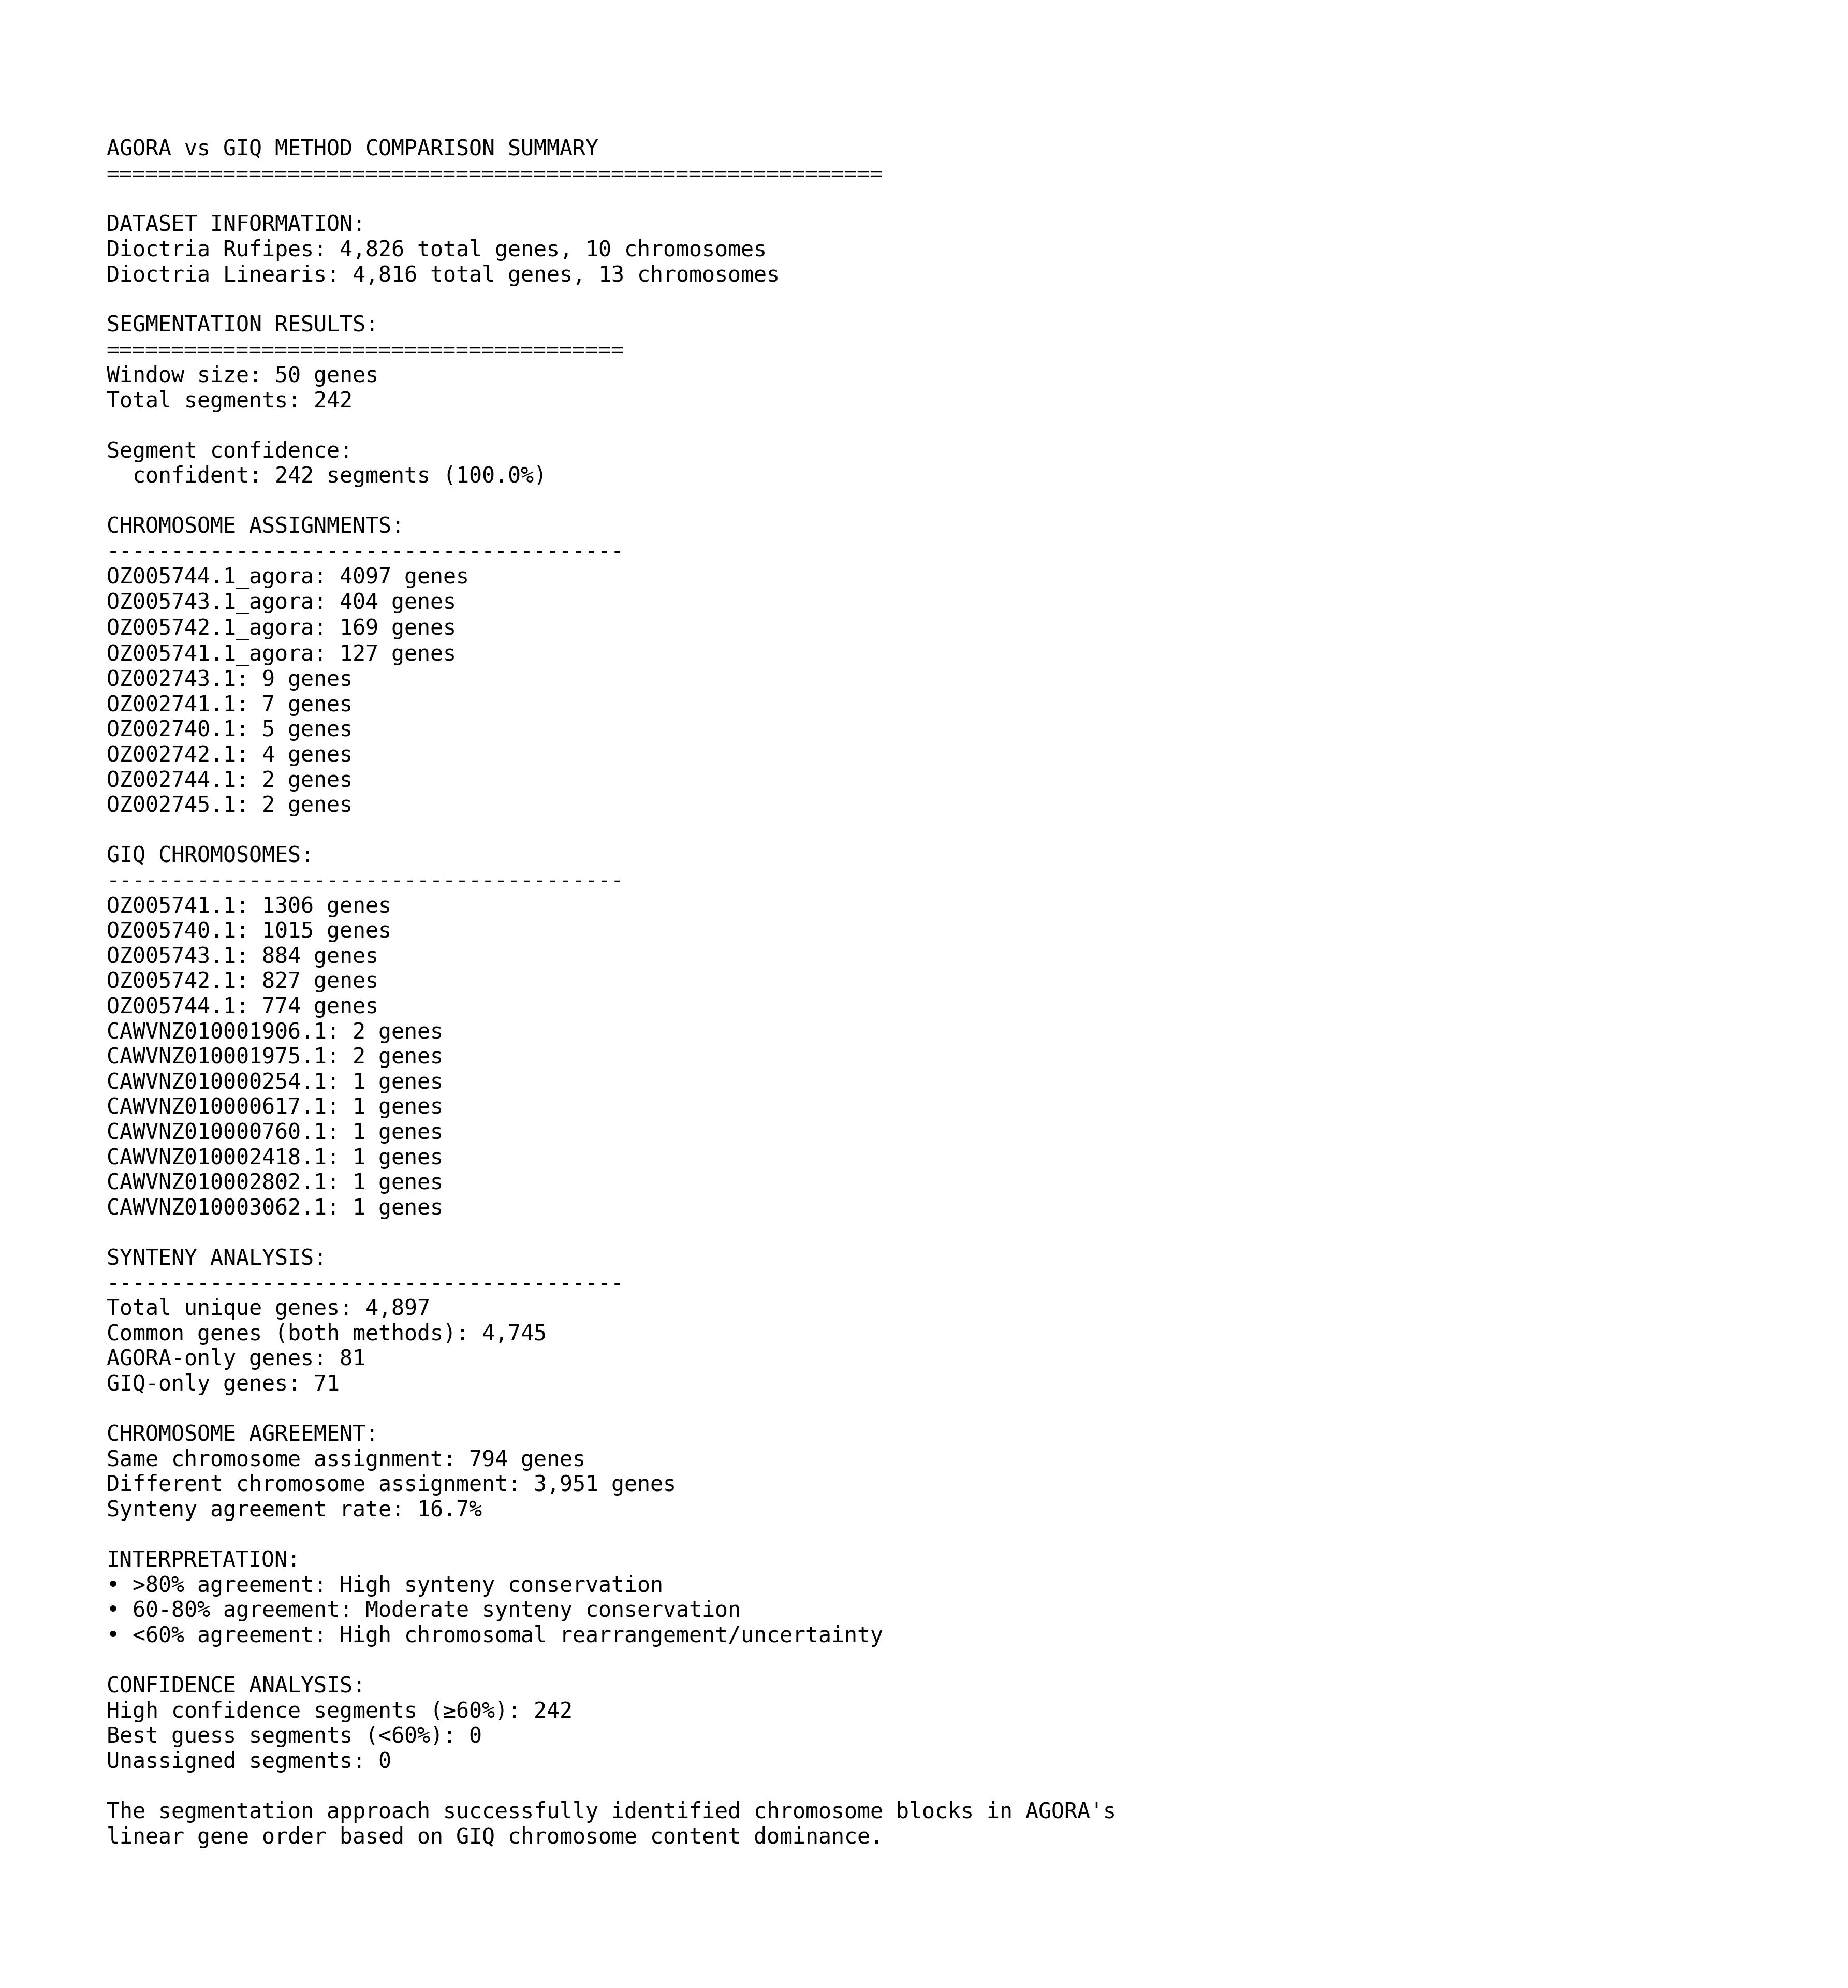 AGORA vs GIQ METHOD COMPARISON SUMMARY
============================================================
DATASET INFORMATION:
Dioctria Rufipes: 4,826 total genes, 10 chromosomes
Dioctria Linearis: 4,816 total genes, 13 chromosomes
SEGMENTATION RESULTS:
========================================
Window size: 50 genes
Total segments: 242
Segment confidence:
  confident: 242 segments (100.0%)
CHROMOSOME ASSIGNMENTS:
----------------------------------------
OZ005744.1_agora: 4097 genes
OZ005743.1_agora: 404 genes
OZ005742.1_agora: 169 genes
OZ005741.1_agora: 127 genes
OZ002743.1: 9 genes
OZ002741.1: 7 genes
OZ002740.1: 5 genes
OZ002742.1: 4 genes
OZ002744.1: 2 genes
OZ002745.1: 2 genes
GIQ CHROMOSOMES:
----------------------------------------
OZ005741.1: 1306 genes
OZ005740.1: 1015 genes
OZ005743.1: 884 genes
OZ005742.1: 827 genes
OZ005744.1: 774 genes
CAWVNZ010001906.1: 2 genes
CAWVNZ010001975.1: 2 genes
CAWVNZ010000254.1: 1 genes
CAWVNZ010000617.1: 1 genes
CAWVNZ010000760.1: 1 genes
CAWVNZ010002418.1: 1 genes
CAWVNZ010002802.1: 1 genes
CAWVNZ010003062.1: 1 genes
SYNTENY ANALYSIS:
----------------------------------------
Total unique genes: 4,897
Common genes (both methods): 4,745
AGORA-only genes: 81
GIQ-only genes: 71
CHROMOSOME AGREEMENT:
Same chromosome assignment: 794 genes
Different chromosome assignment: 3,951 genes
Synteny agreement rate: 16.7%
INTERPRETATION:
• >80% agreement: High synteny conservation
• 60-80% agreement: Moderate synteny conservation
• <60% agreement: High chromosomal rearrangement/uncertainty
CONFIDENCE ANALYSIS:
High confidence segments (≥60%): 242
Best guess segments (<60%): 0
Unassigned segments: 0
The segmentation approach successfully identified chromosome blocks in AGORA's
linear gene order based on GIQ chromosome content dominance.